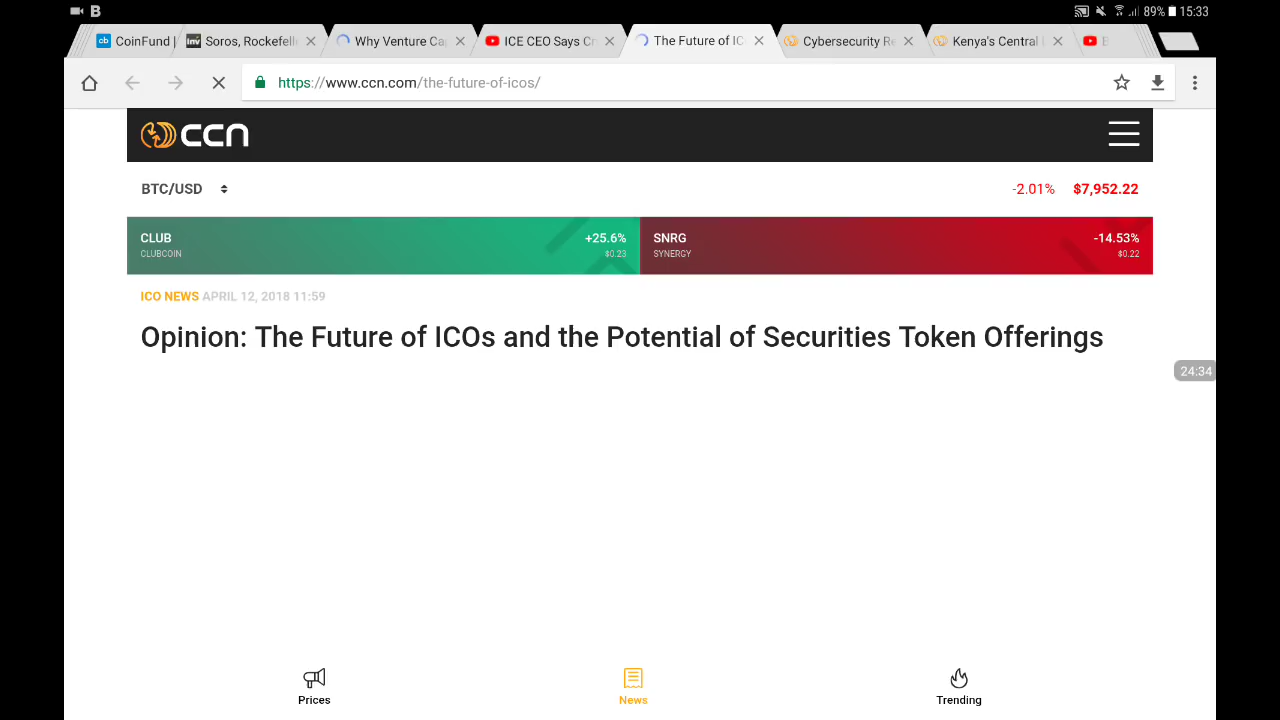 B 89% 15:33
cb CoinFund | Inv Soros, Rockefelle Why Venture Ca ICE CEO Says Cr The Future of IC Cybersecurity Re Kenya's Central B
https://www.ccn.com/the-future-of-icos/
CCN
BTC/USD -2.01% $7,952.22
CLUB +25.6% SNRG -14.53%
CLUBCOIN $0.23 SYNERGY $0.22
ICO NEWS APRIL 12, 2018 11:59
Opinion: The Future of ICOs and the Potential of Securities Token Offerings
24:34
Prices News Trending